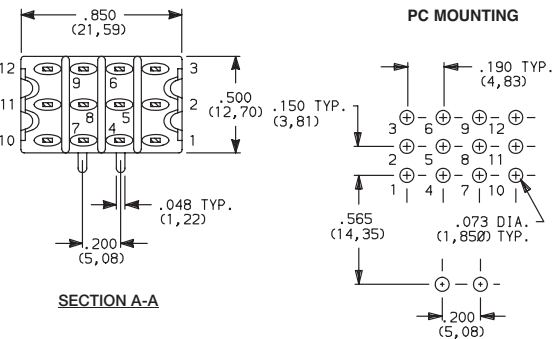 .850
(21,59)
12 9 6 3
11 8 5 2
10 7 4 1
.500
(12,70)
.048 TYP.
(1,22)
.200
(5,08)
SECTION A-A
PC MOUNTING
.190 TYP.
(4,83)
.150 TYP.
(3,81)
3 6 9 12
2 5 8 11
1 4 7 10
.565
(14,35)
.073 DIA.
(1,850) TYP.
.200
(5,08)